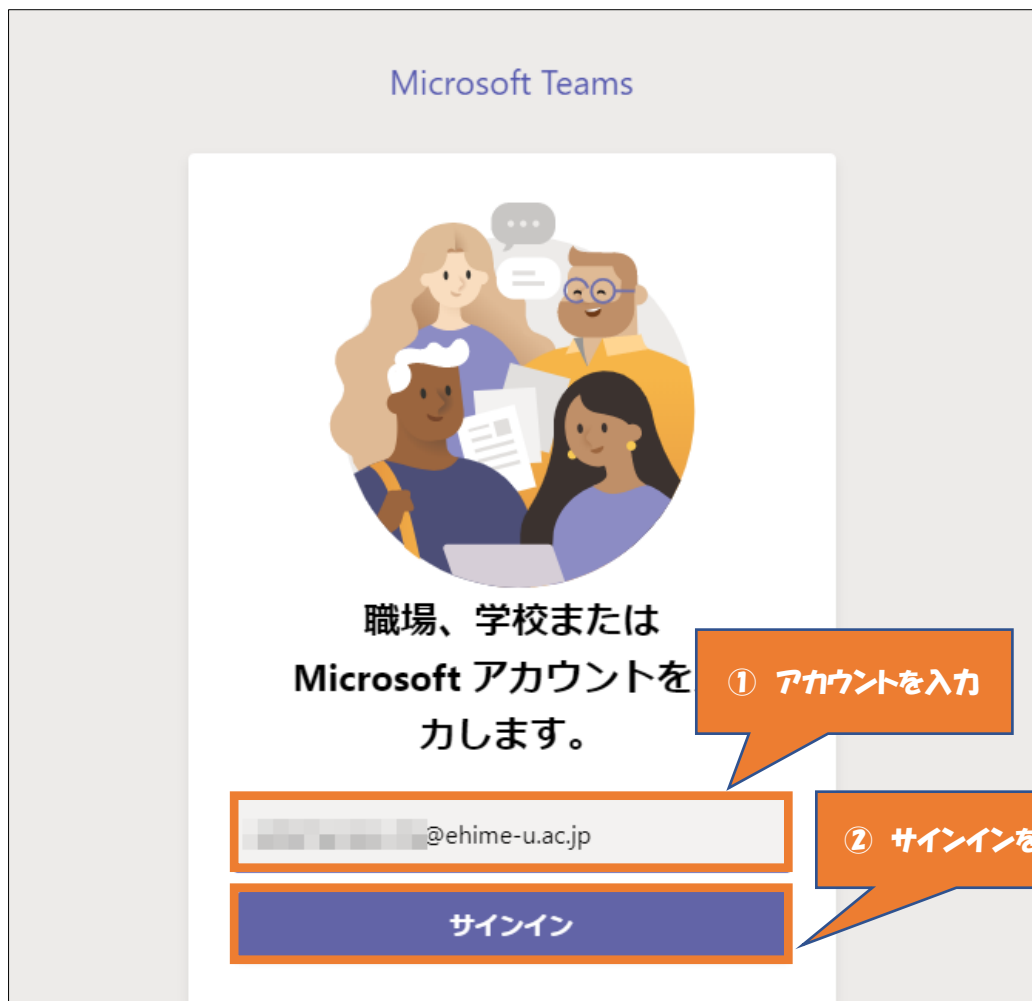 Microsoft Teams
職場、学校または
Microsoft アカウントを
力します。
① アカウントを入力
@ehime-u.ac.jp
② サインインを
サインイン